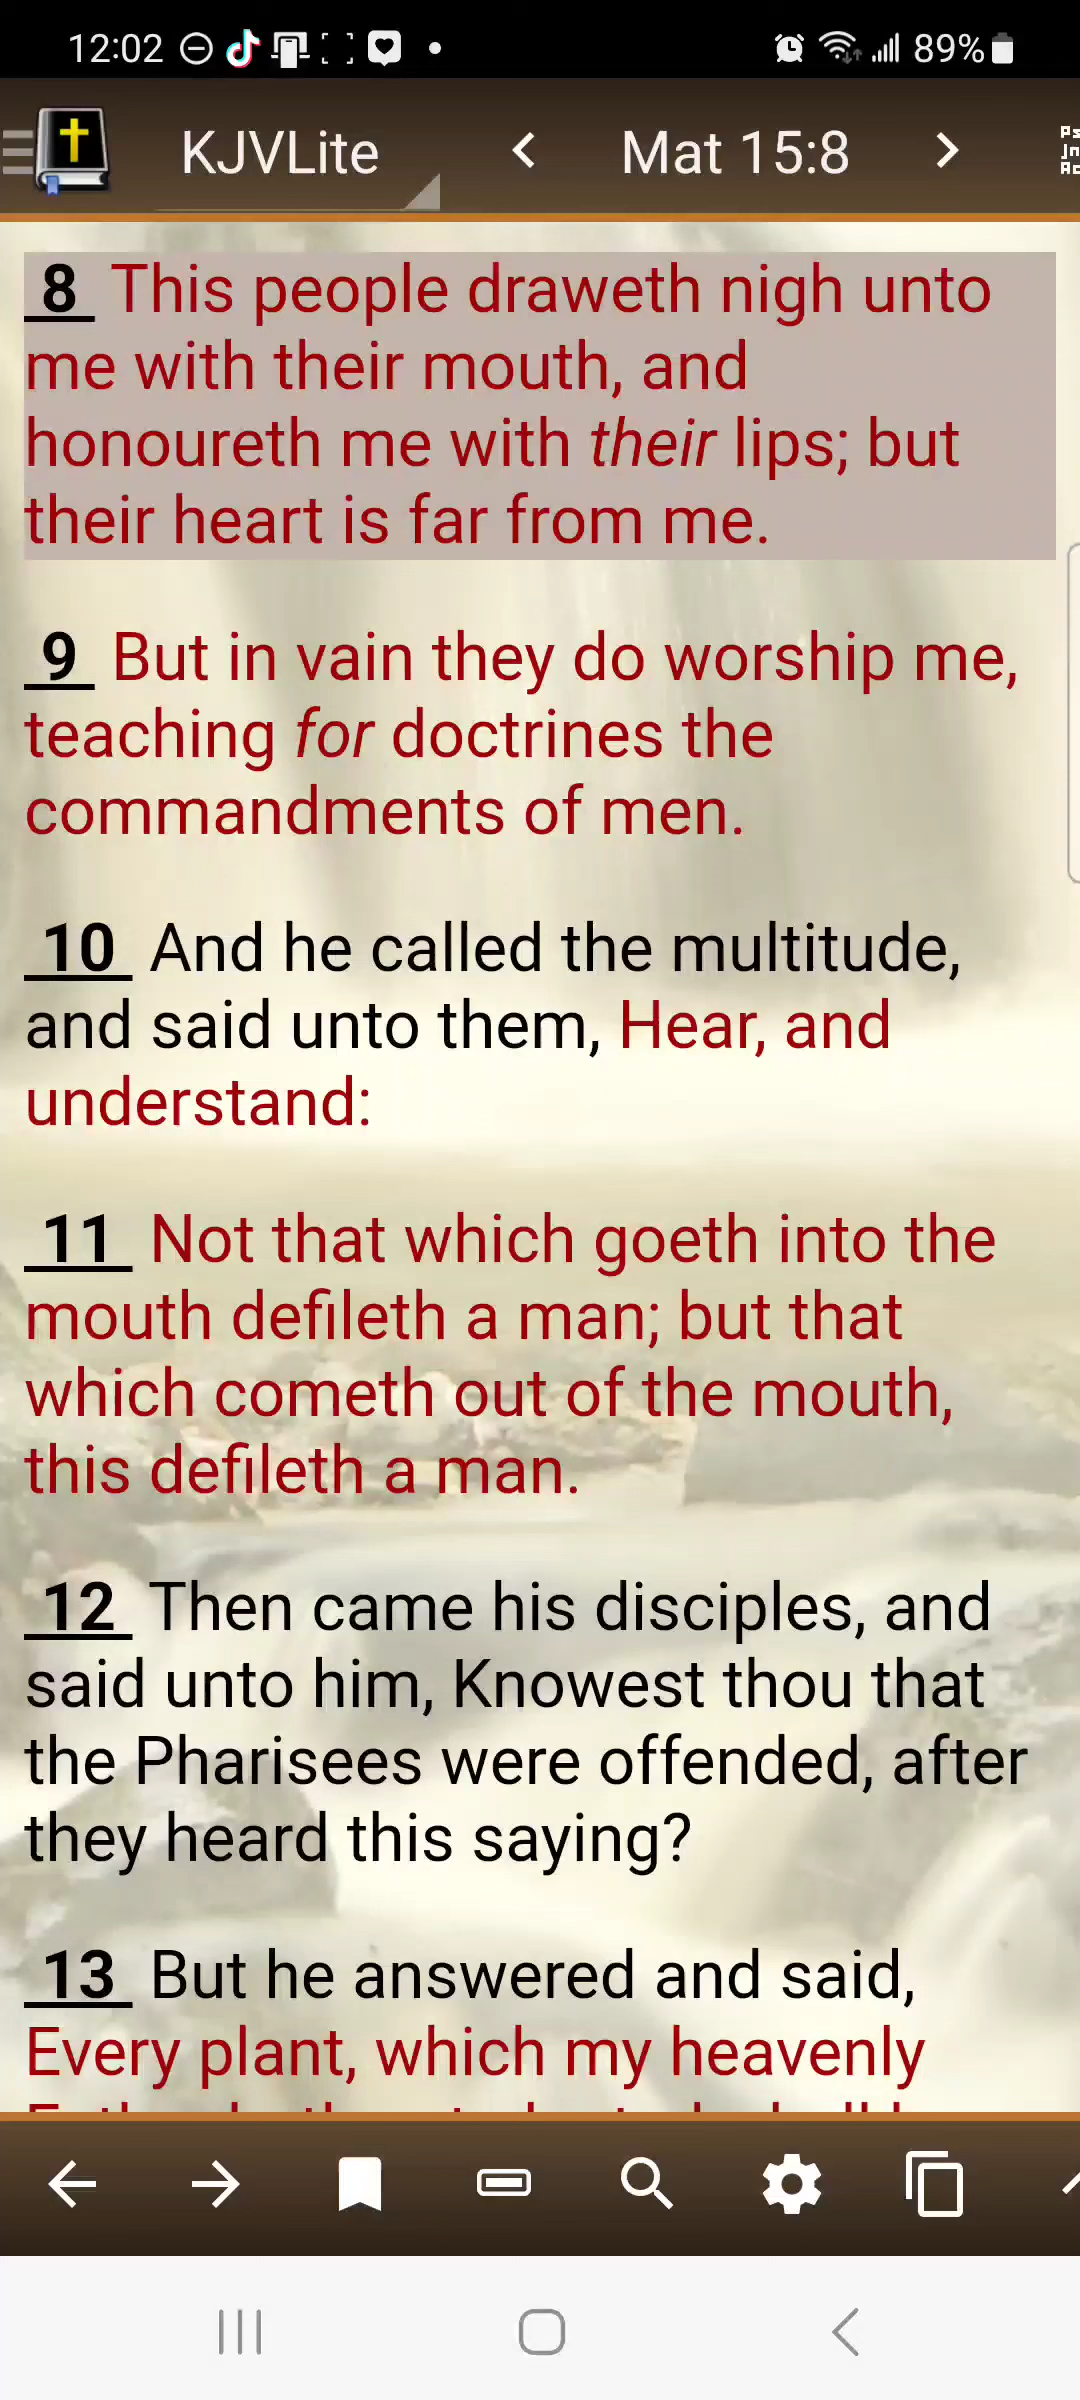 12:02 89%
KJVLite < Mat 15:8 >
8 This people draweth nigh unto
me with their mouth, and
honoureth me with their lips; but
their heart is far from me.
9 But in vain they do worship me,
teaching for doctrines the
commandments of men.
10 And he called the multitude,
and said unto them, Hear, and
understand:
11 Not that which goeth into the
mouth defileth a man; but that
which cometh out of the mouth,
this defileth a man.
12 Then came his disciples, and
said unto him, Knowest thou that
the Pharisees were offended, after
they heard this saying?
13 But he answered and said,
Every plant, which my heavenly